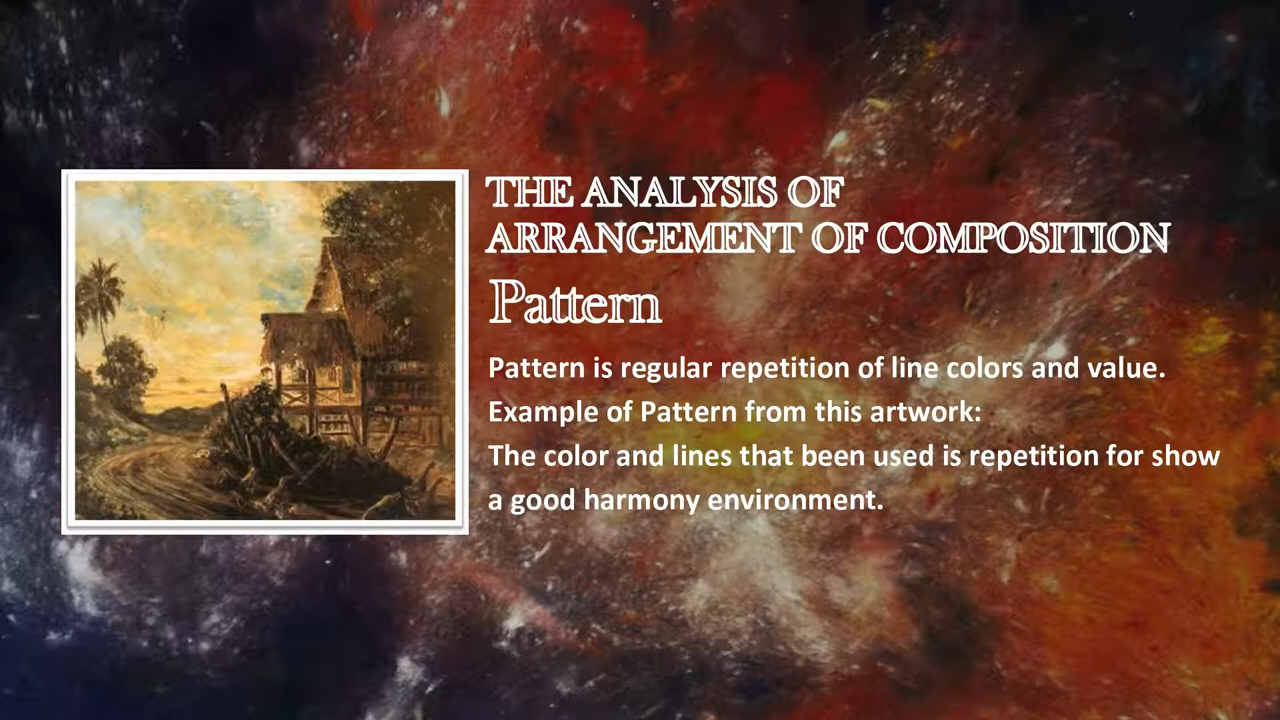 THE ANALYSIS OF
ARRANGEMENT OF COMPOSITION
Pattern
Pattern is regular repetition of line colors and value.
Example of Pattern from this artwork:
The color and lines that been used is repetition for show
a good harmony environment.